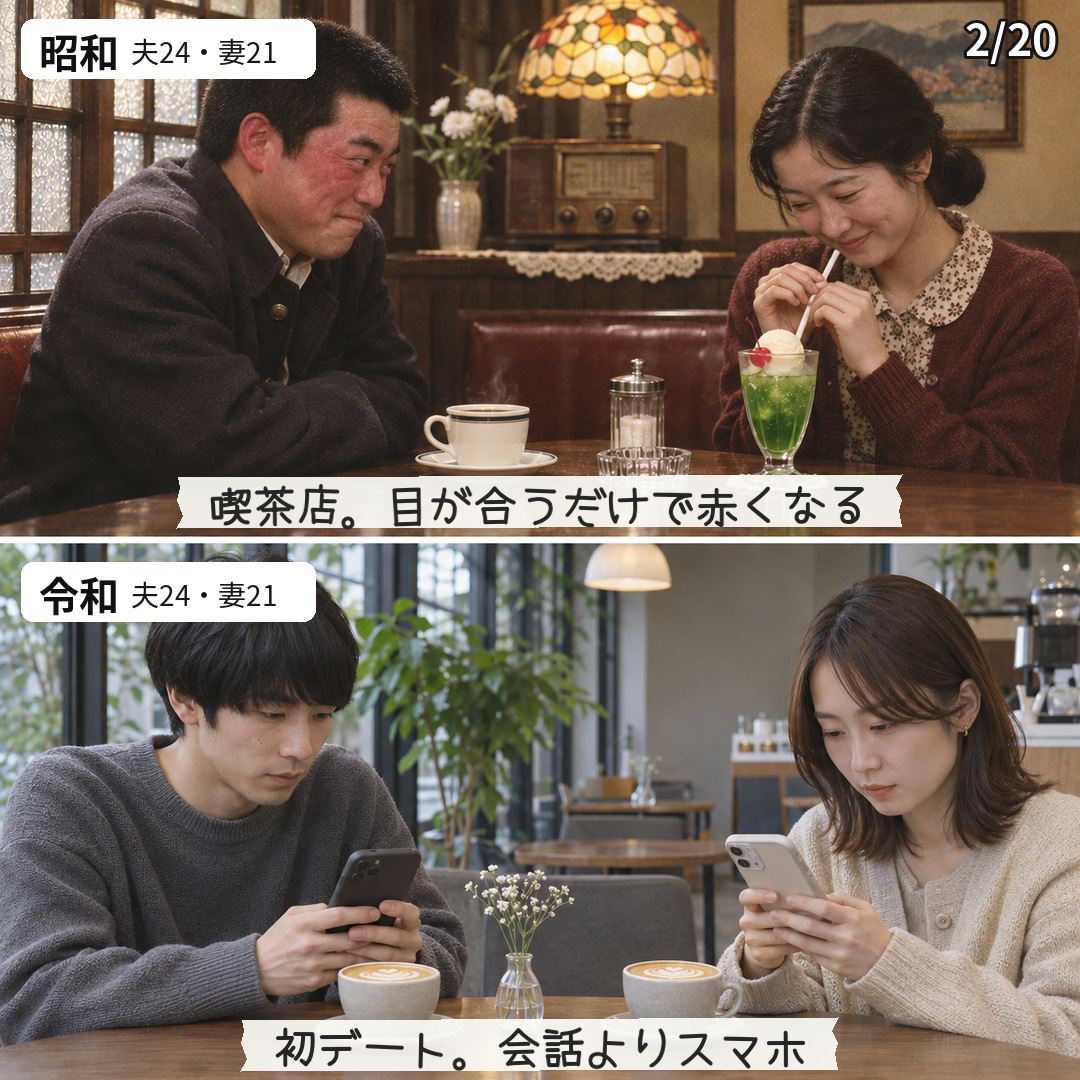 昭和 夫24・妻21
2/20
喫茶店。目が合うだけで赤くなる
令和 夫24・妻21
初デート。会話よりスマホ